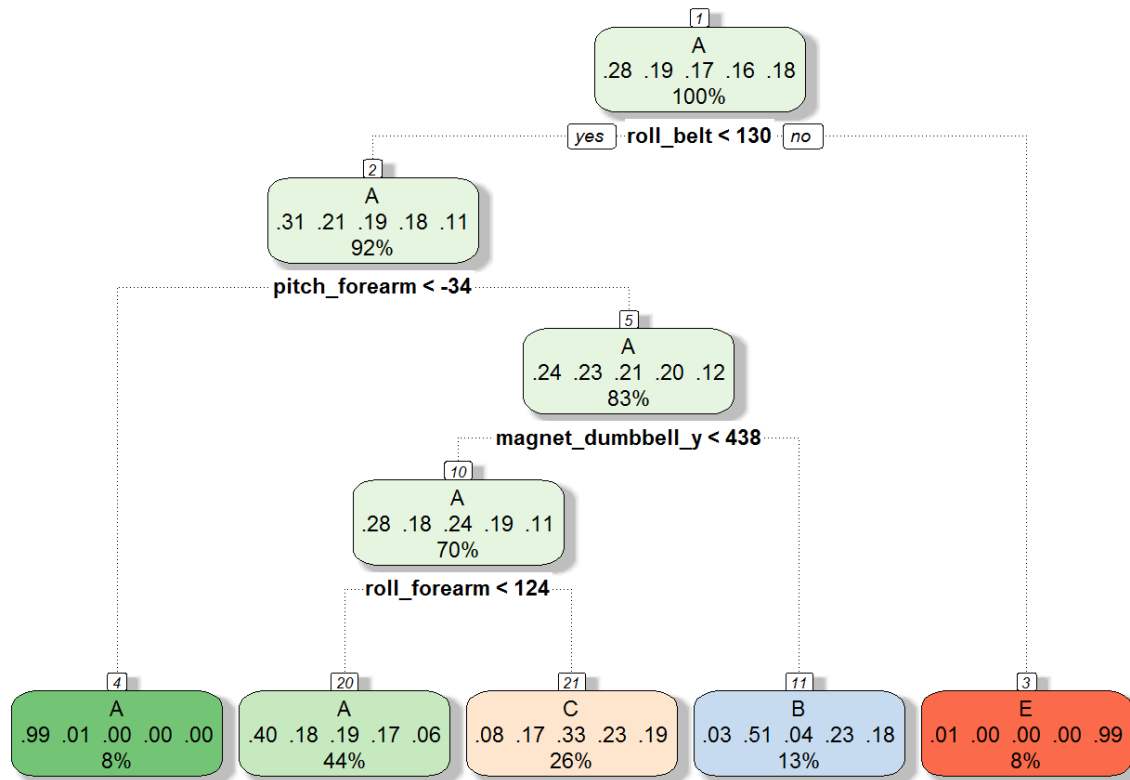 1
A
.28 .19 .17 .16 .18
100%
yes roll_belt < 130 no
2
A
.31 .21 .19 .18 .11
92%
pitch_forearm < -34
5
A
.24 .23 .21 .20 .12
83%
magnet_dumbbell_y < 438
10
A
.28 .18 .24 .19 .11
70%
roll_forearm < 124
4
A
.99 .01 .00 .00 .00
8%
20
A
.40 .18 .19 .17 .06
44%
21
C
.08 .17 .33 .23 .19
26%
11
B
.03 .51 .04 .23 .18
13%
3
E
.01 .00 .00 .00 .99
8%